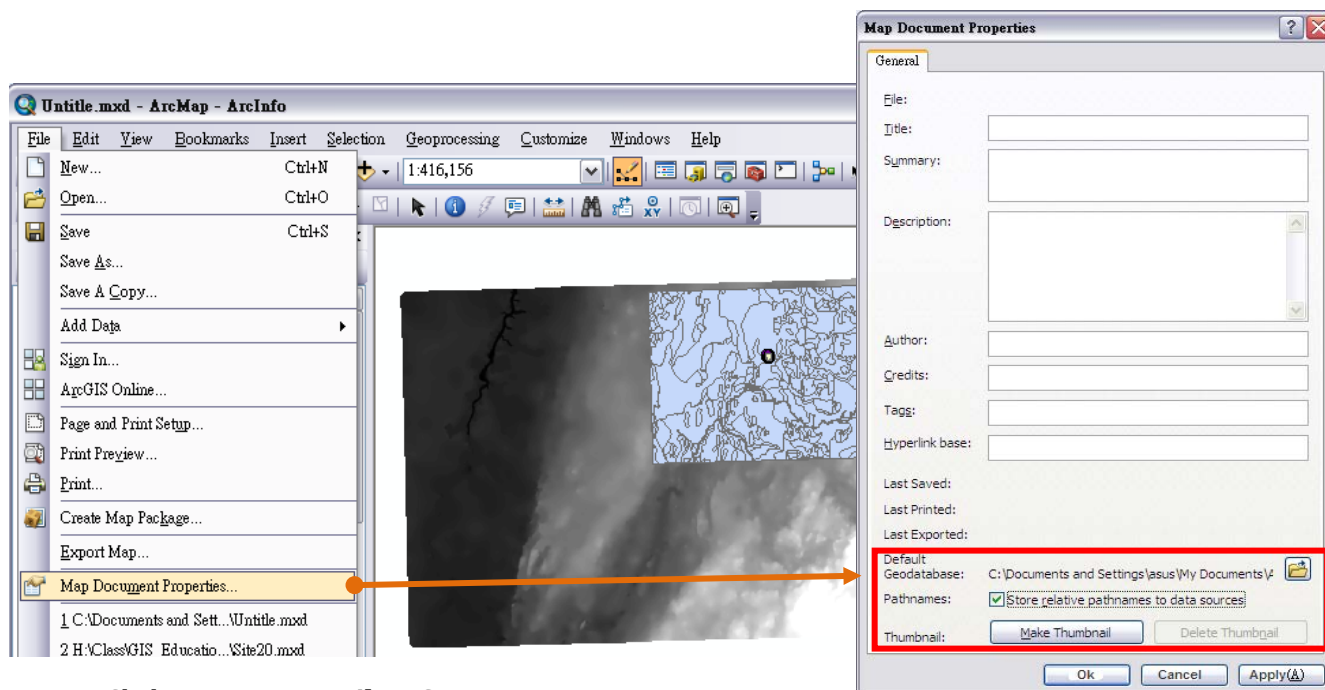 Untitle.mxd - ArcMap - ArcInfo
File Edit View Bookmarks Insert Selection Geoprocessing Customize Windows Help
New... Ctrl+N
1:416,156
Open... Ctrl+O
Save Ctrl+S
Save As...
Save A Copy...
Add Data
Sign In...
ArcGIS Online...
Page and Print Setup...
Print Preview...
Print...
Create Map Package...
Export Map...
Map Document Properties...
1 C:\Documents and Sett...\Untitle.mxd
2 H:\Class\GIS_Educatio...\Site20.mxd
Map Document Properties
General
File:
Title:
Summary:
Description:
Author:
Credits:
Tags:
Hyperlink base:
Last Saved:
Last Printed:
Last Exported:
Default
Geodatabase: C:\Documents and Settings\asus\My Documents\
Pathnames: Store relative pathnames to data sources
Thumbnail: Make Thumbnail Delete Thumbnail
Ok Cancel Apply(A)